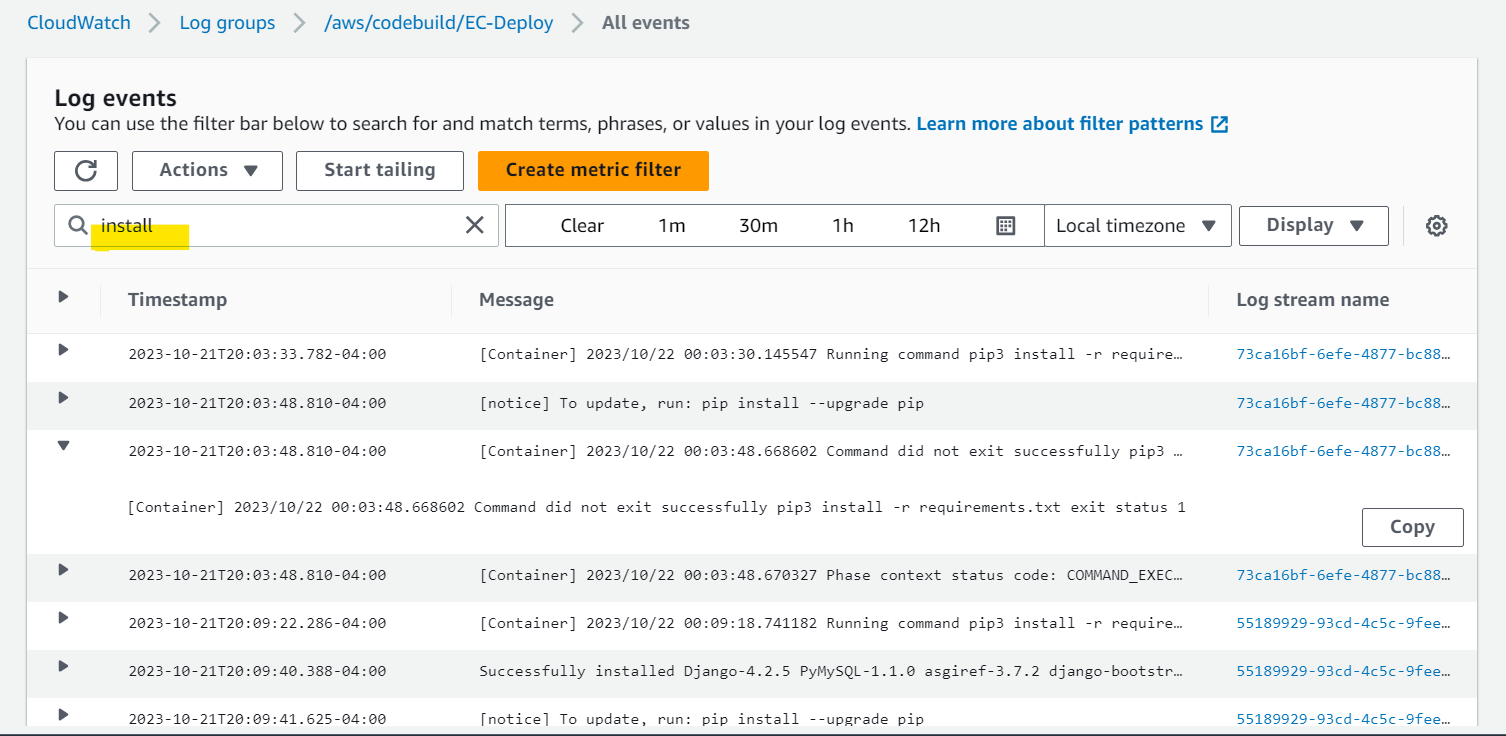 CloudWatch Log groups /aws/codebuild/EC-Deploy All events
Log events
You can use the filter bar below to search for and match terms, phrases, or values in your log events. Learn more about filter patterns
Actions Start tailing Create metric filter
install Clear 1m 30m 1h 12h Local timezone Display
Timestamp Message Log stream name
2023-10-21T20:03:33.782-04:00 [Container] 2023/10/22 00:03:30.145547 Running command pip3 install -r require… 73ca16bf-6efe-4877-bc88…
2023-10-21T20:03:48.810-04:00 [notice] To update, run: pip install --upgrade pip 73ca16bf-6efe-4877-bc88…
2023-10-21T20:03:48.810-04:00 [Container] 2023/10/22 00:03:48.668602 Command did not exit successfully pip3 … 73ca16bf-6efe-4877-bc88…
[Container] 2023/10/22 00:03:48.668602 Command did not exit successfully pip3 install -r requirements.txt exit status 1
Copy
2023-10-21T20:03:48.810-04:00 [Container] 2023/10/22 00:03:48.670327 Phase context status code: COMMAND_EXEC… 73ca16bf-6efe-4877-bc88…
2023-10-21T20:09:22.286-04:00 [Container] 2023/10/22 00:09:18.741182 Running command pip3 install -r require… 55189929-93cd-4c5c-9fee…
2023-10-21T20:09:40.388-04:00 Successfully installed Django-4.2.5 PyMySQL-1.1.0 asgiref-3.7.2 django-bootstr… 55189929-93cd-4c5c-9fee…
2023-10-21T20:09:41.625-04:00 [notice] To update, run: pip install --upgrade pip 55189929-93cd-4c5c-9fee…